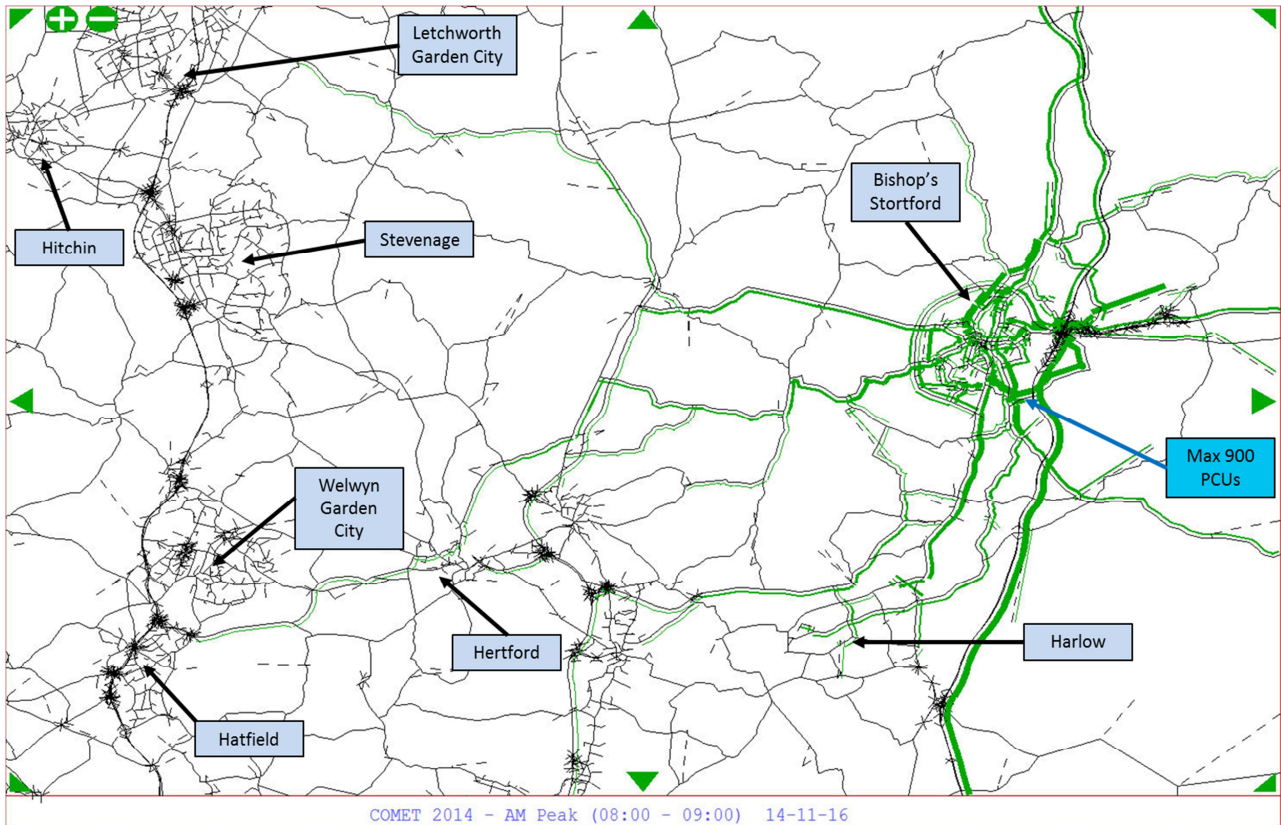 Letchworth
Garden City
Bishop's
Stortford
Hitchin
Stevenage
Max 900
PCUs
Welwyn
Garden
City
Hertford
Harlow
Hatfield
COMET 2014 - AM Peak (08:00 - 09:00) 14-11-16